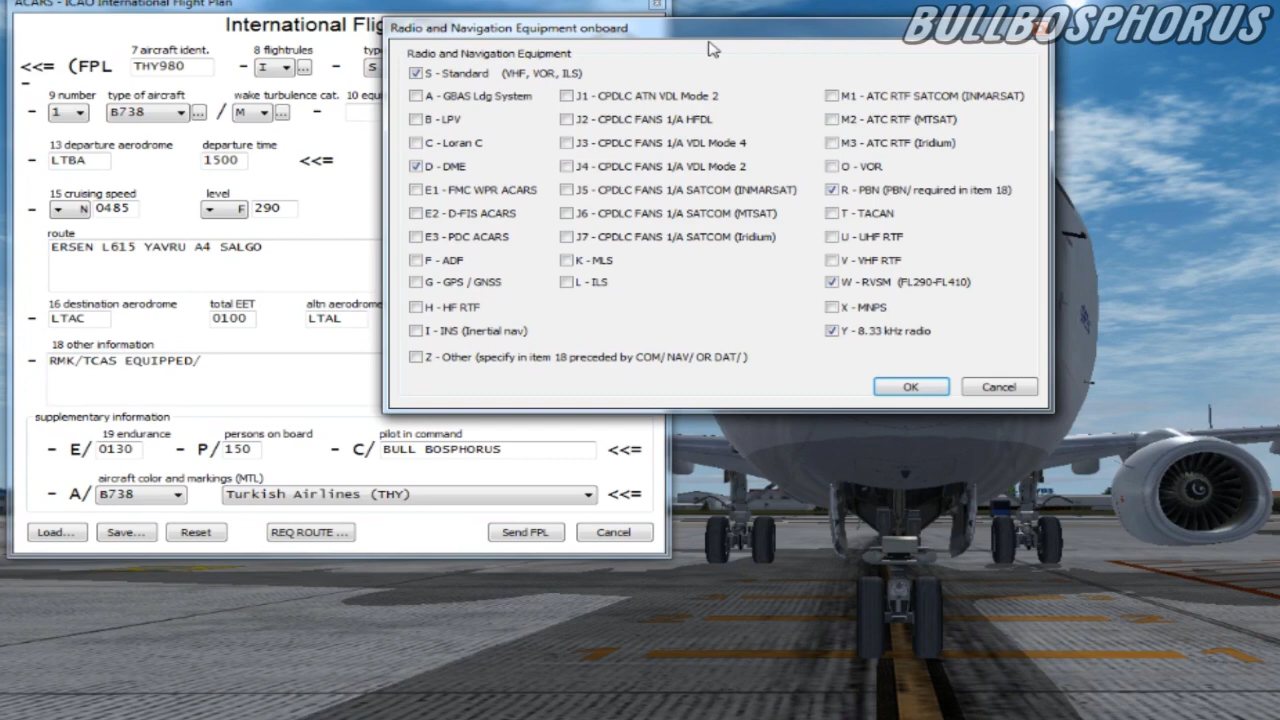 ACARS - ICAO International Flight Plan
BULLBOSPHORUS
International Flig
7 aircraft ident.
8 flightrules
typ
<<= (FPL
THY980
-
I
...
-
S
-
9 number
type of aircraft
wake turbulence cat.
10 equi
-
1
B738
...
/
M
...
-
13 departure aerodrome
departure time
-
LTBA
1500
<<=
15 cruising speed
level
-
N
0485
F
290
route
ERSEN L615 YAVRU A4 SALGO
16 destination aerodrome
total EET
altn aerodrome
-
LTAC
0100
LTAL
18 other information
-
RMK/TCAS EQUIPPED/
supplementary information
19 endurance
persons on board
pilot in command
- E/
0130
- P/
150
- C/
BULL BOSPHORUS
<<=
aircraft color and markings (MTL)
- A/
B738
Turkish Airlines (THY)
<<=
Load...
Save...
Reset
REQ ROUTE ...
Send FPL
Cancel
Radio and Navigation Equipment onboard
Radio and Navigation Equipment
S - Standard (VHF, VOR, ILS)
A - GBAS Ldg System
B - LPV
C - Loran C
D - DME
E1 - FMC WPR ACARS
E2 - D-FIS ACARS
E3 - PDC ACARS
F - ADF
G - GPS / GNSS
H - HF RTF
I - INS (Inertial nav)
Z - Other (specify in item 18 preceded by COM/ NAV/ OR DAT/ )
J1 - CPDLC ATN VDL Mode 2
J2 - CPDLC FANS 1/A HFDL
J3 - CPDLC FANS 1/A VDL Mode 4
J4 - CPDLC FANS 1/A VDL Mode 2
J5 - CPDLC FANS 1/A SATCOM (INMARSAT)
J6 - CPDLC FANS 1/A SATCOM (MTSAT)
J7 - CPDLC FANS 1/A SATCOM (Iridium)
K - MLS
L - ILS
M1 - ATC RTF SATCOM (INMARSAT)
M2 - ATC RTF (MTSAT)
M3 - ATC RTF (Iridium)
O - VOR
R - PBN (PBN/ required in item 18)
T - TACAN
U - UHF RTF
V - VHF RTF
W - RVSM (FL290-FL410)
X - MNPS
Y - 8.33 kHz radio
OK
Cancel